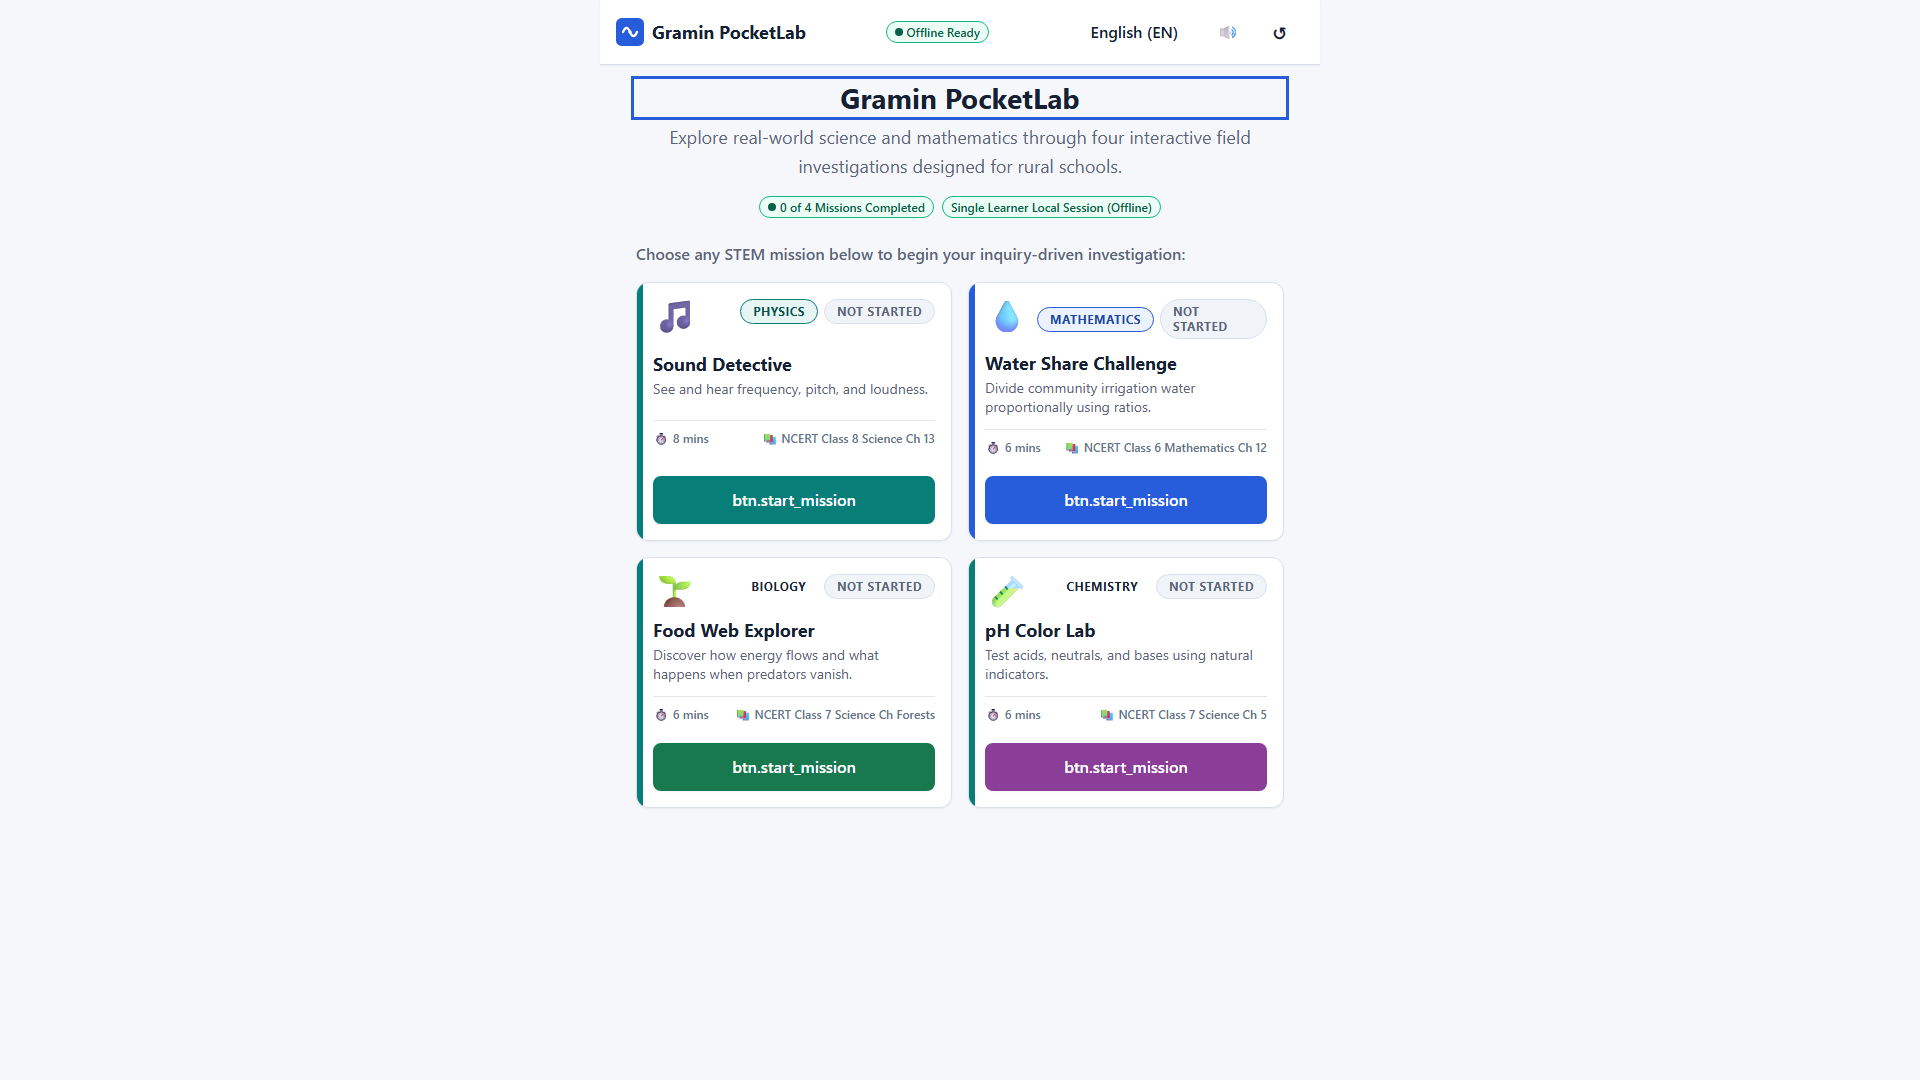 Gramin PocketLab
Offline Ready
English (EN)
Gramin PocketLab
Explore real-world science and mathematics through four interactive field
investigations designed for rural schools.
0 of 4 Missions Completed
Single Learner Local Session (Offline)
Choose any STEM mission below to begin your inquiry-driven investigation:
PHYSICS
NOT STARTED
Sound Detective
See and hear frequency, pitch, and loudness.
8 mins
NCERT Class 8 Science Ch 13
btn.start_mission
MATHEMATICS
NOT
STARTED
Water Share Challenge
Divide community irrigation water
proportionally using ratios.
6 mins
NCERT Class 6 Mathematics Ch 12
btn.start_mission
BIOLOGY
NOT STARTED
Food Web Explorer
Discover how energy flows and what
happens when predators vanish.
6 mins
NCERT Class 7 Science Ch Forests
btn.start_mission
CHEMISTRY
NOT STARTED
pH Color Lab
Test acids, neutrals, and bases using natural
indicators.
6 mins
NCERT Class 7 Science Ch 5
btn.start_mission